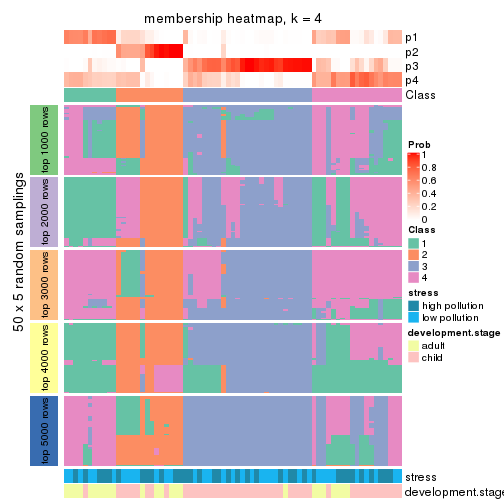 membership heatmap, k = 4
p1
p2
p3
p4
Class
50 x 5 random samplings
top 1000 rows
top 2000 rows
top 3000 rows
top 4000 rows
top 5000 rows
stress
development.stage
Prob
1
0.8
0.6
0.4
0.2
0
Class
1
2
3
4
stress
high pollution
low pollution
development.stage
adult
child